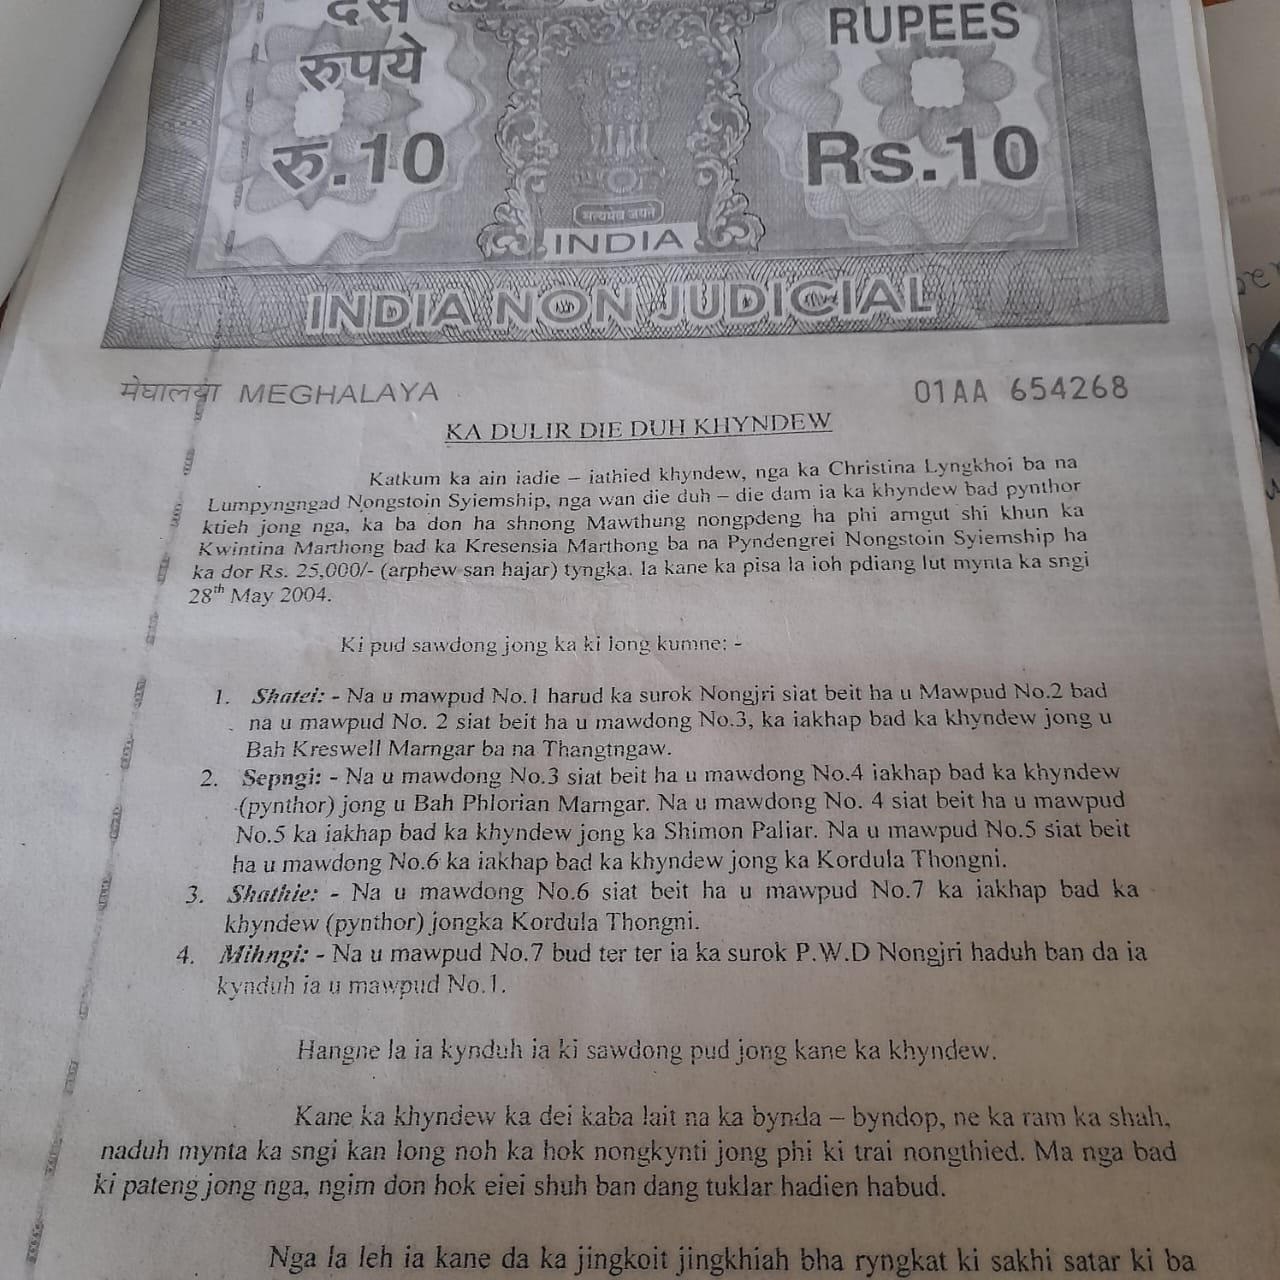 दस
रुपये
रु.10
RUPEES
Rs.10
सत्यमेव जयते
INDIA
INDIA NON JUDICIAL
मेघालय MEGHALAYA
01AA 654268
KA DULIR DIE DUH KHYNDEW
Katkum ka ain iadie – iathied khyndew, nga ka Christina Lyngkhoi ba na
Lumpyngngad Nongstoin Syiemship, nga wan die duh – die dam ia ka khyndew bad pynthor
ktieh jong nga, ka ba don ha shnong Mawthung nongpdeng ha phi arngut shi khun ka
Kwintina Marthong bad ka Kresensia Marthong ba na Pyndengrei Nongstoin Syiemship ha
ka dor Rs. 25,000/- (arphew san hajar) tyngka. Ia kane ka pisa la ioh pdiang lut mynta ka sngi
28th May 2004.
Ki pud sawdong jong ka ki long kumne: -
1. Shatei: - Na u mawpud No.1 harud ka surok Nongjri siat beit ha u Mawpud No.2 bad
na u mawpud No. 2 siat beit ha u mawdong No.3, ka iakhap bad ka khyndew jong u
Bah Kreswell Marngar ba na Thangtngaw.
2. Sepngi: - Na u mawdong No.3 siat beit ha u mawdong No.4 iakhap bad ka khyndew
(pynthor) jong u Bah Phlorian Marngar. Na u mawdong No. 4 siat beit ha u mawpud
No.5 ka iakhap bad ka khyndew jong ka Shimon Paliar. Na u mawpud No.5 siat beit
ha u mawdong No.6 ka iakhap bad ka khyndew jong ka Kordula Thongni.
3. Shathie: - Na u mawdong No.6 siat beit ha u mawpud No.7 ka iakhap bad ka
khyndew (pynthor) jongka Kordula Thongni.
4. Mihngi: - Na u mawpud No.7 bud ter ter ia ka surok P.W.D Nongjri haduh ban da ia
kynduh ia u mawpud No.1.
Hangne la ia kynduh ia ki sawdong pud jong kane ka khyndew.
Kane ka khyndew ka dei kaba lait na ka bynda – byndop, ne ka ram ka shah,
naduh mynta ka sngi kan long noh ka hok nongkynti jong phi ki trai nongthied. Ma nga bad
ki pateng jong nga, ngim don hok eiei shuh ban dang tuklar hadien habud.
Nga la leh ia kane da ka jingkoit jingkhiah bha ryngkat ki sakhi satar ki ba